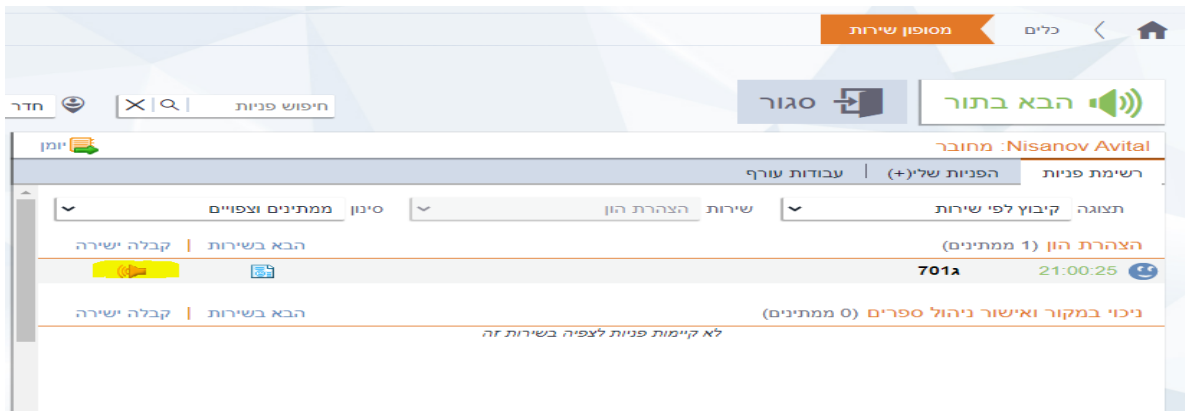 כלים מסופון שירות
הבא בתור סגור חיפוש פניות חדר
Nisanov Avital: מחובר יומן
רשימת פניות הפניות שלי(+) | עבודות עורף
תצוגה קיבוץ לפי שירות שירות הצהרת הון סינון ממתינים וצפויים
הצהרת הון (1 ממתינים) הבא בשירות | קבלה ישירה
21:00:25 ג701
ניכוי במקור ואישור ניהול ספרים (0 ממתינים) הבא בשירות | קבלה ישירה
לא קיימות פניות לצפיה בשירות זה